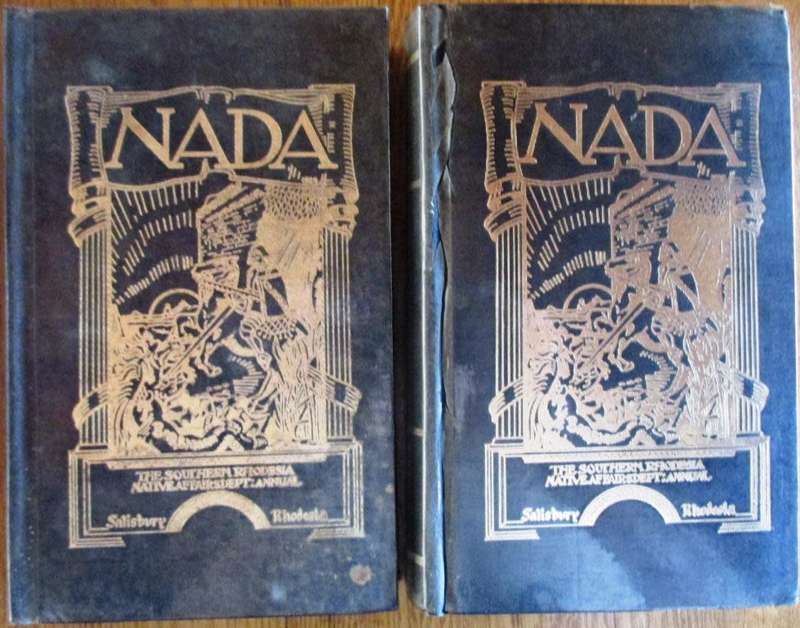 NADA
THE SOUTHERN RHODESIA
NATIVE AFFAIRS DEPT. ANNUAL
Salisbury Rhodesia
NADA
THE SOUTHERN RHODESIA
NATIVE AFFAIRS DEPT. ANNUAL
Salisbury Rhodesia